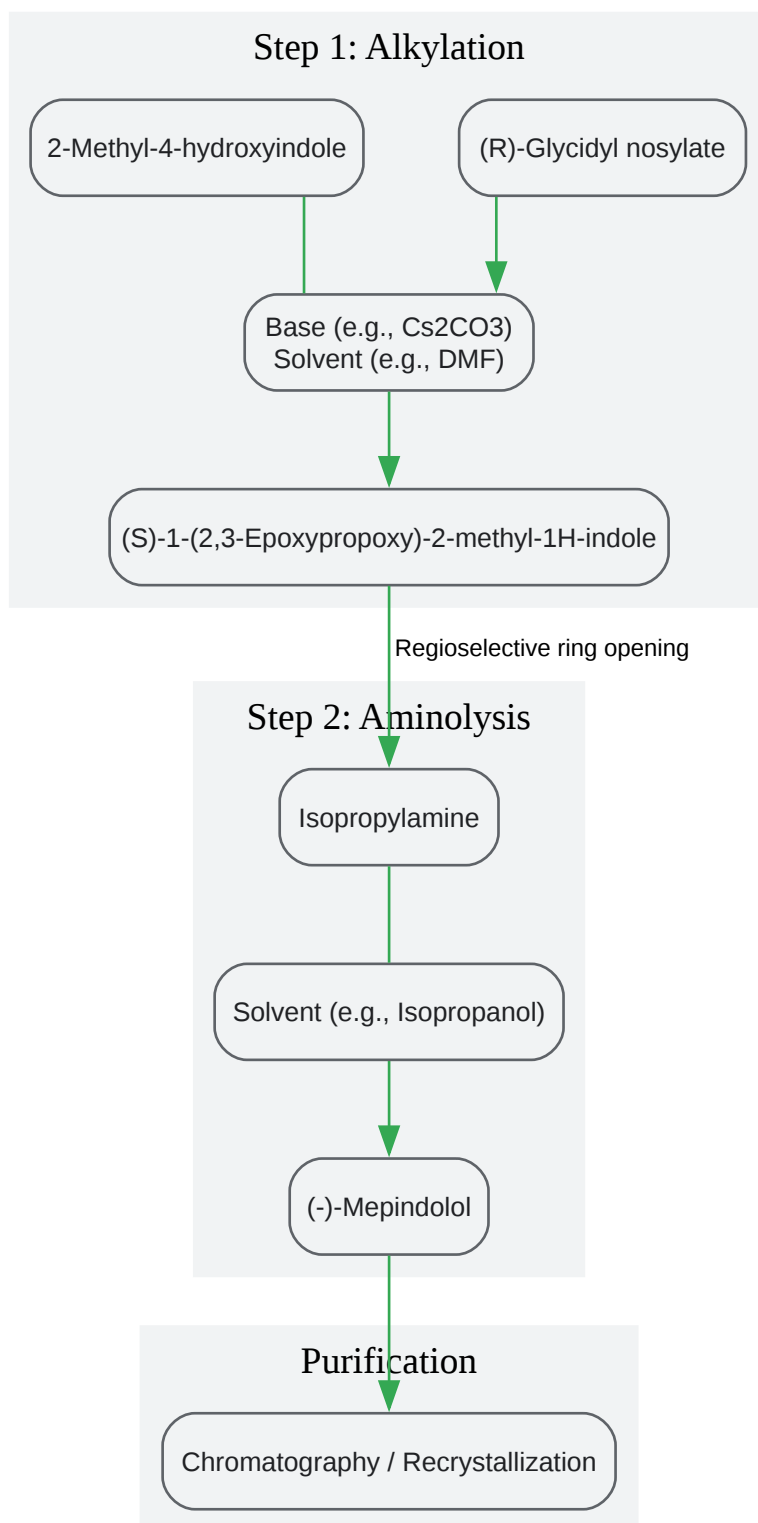 Step 1: Alkylation
2-Methyl-4-hydroxyindole
(R)-Glycidyl nosylate
Base (e.g., Cs2CO3)
Solvent (e.g., DMF)
(S)-1-(2,3-Epoxypropoxy)-2-methyl-1H-indole
Regioselective ring opening
Step 2: Aminolysis
Isopropylamine
Solvent (e.g., Isopropanol)
(-)-Mepindolol
Purification
Chromatography / Recrystallization